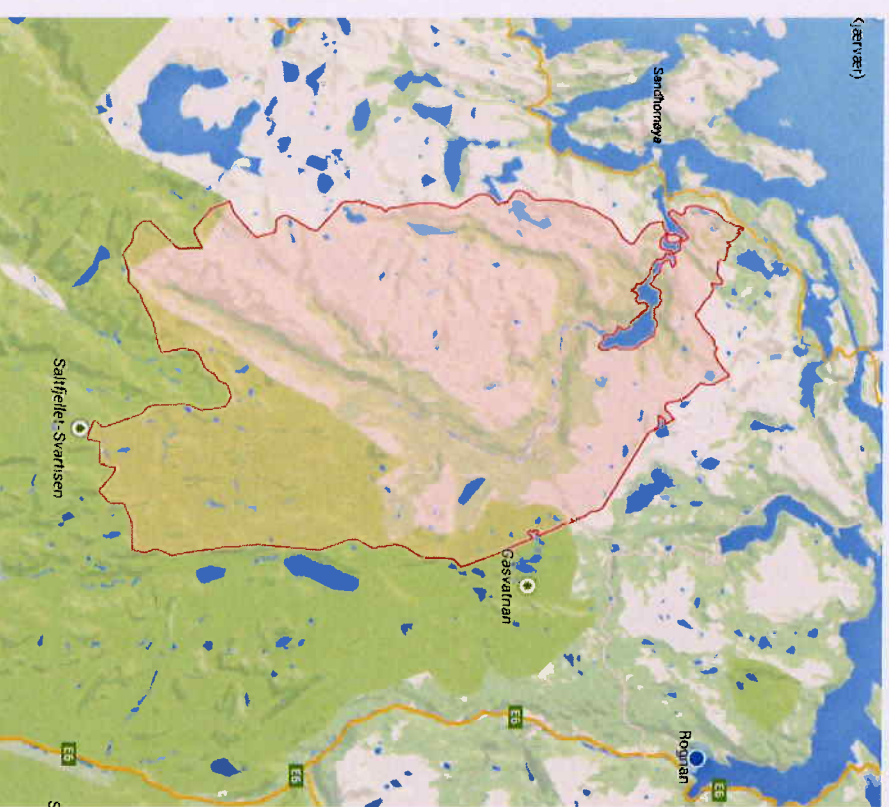 Sandhornøya
Saltfjellet-Svartisen
Gåsvatnan
Rognan
E6
E6
E6
E6